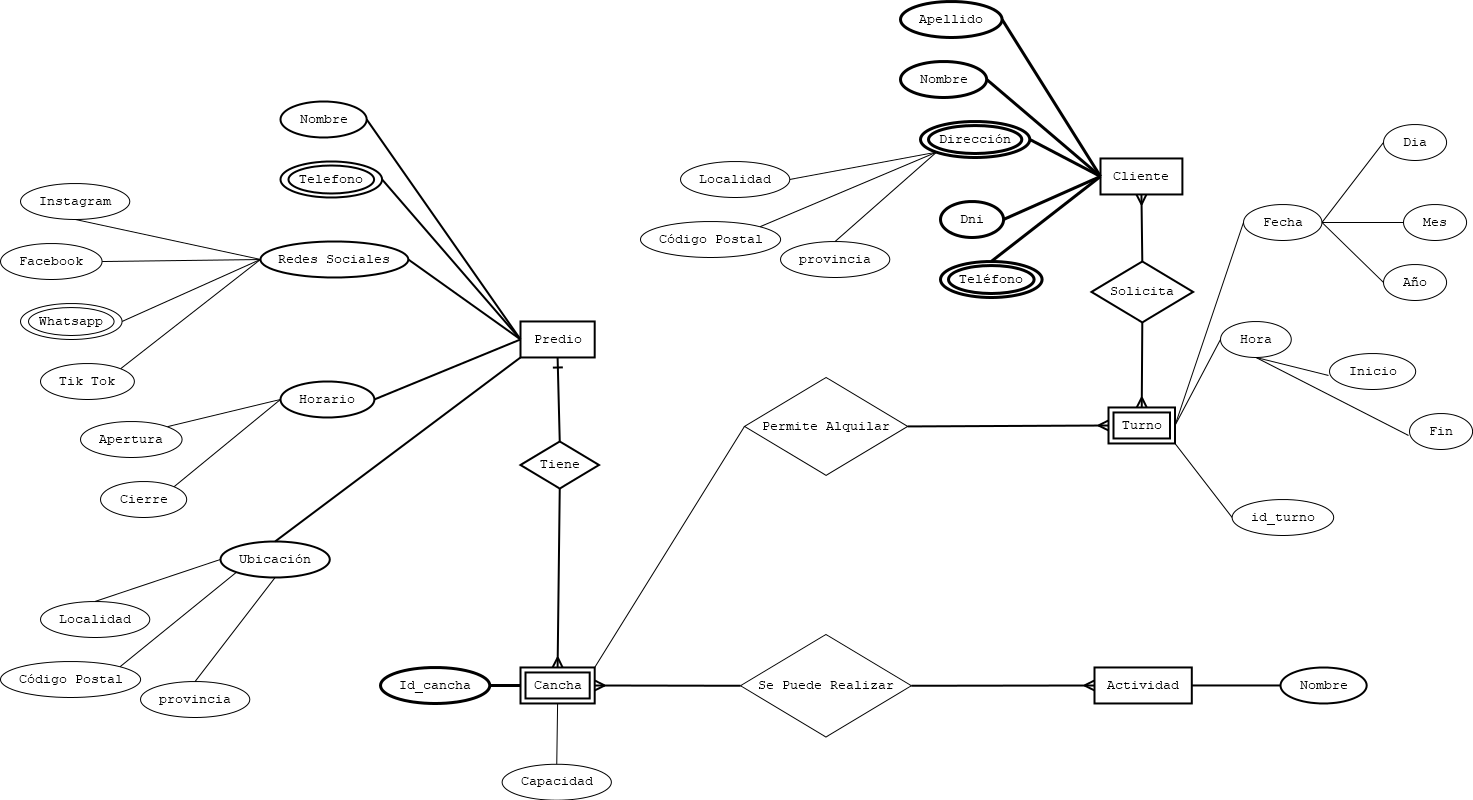 Apellido
Nombre
Dirección
Localidad
Código Postal
provincia
Dni
Teléfono
Cliente
Solicita
Dia
Fecha
Mes
Año
Hora
Inicio
Fin
Turno
id_turno
Nombre
Telefono
Instagram
Facebook
Redes Sociales
Whatsapp
Tik Tok
Predio
Horario
Apertura
Cierre
Tiene
Permite Alquilar
Ubicación
Localidad
Código Postal
provincia
Id_cancha
Cancha
Se Puede Realizar
Actividad
Nombre
Capacidad